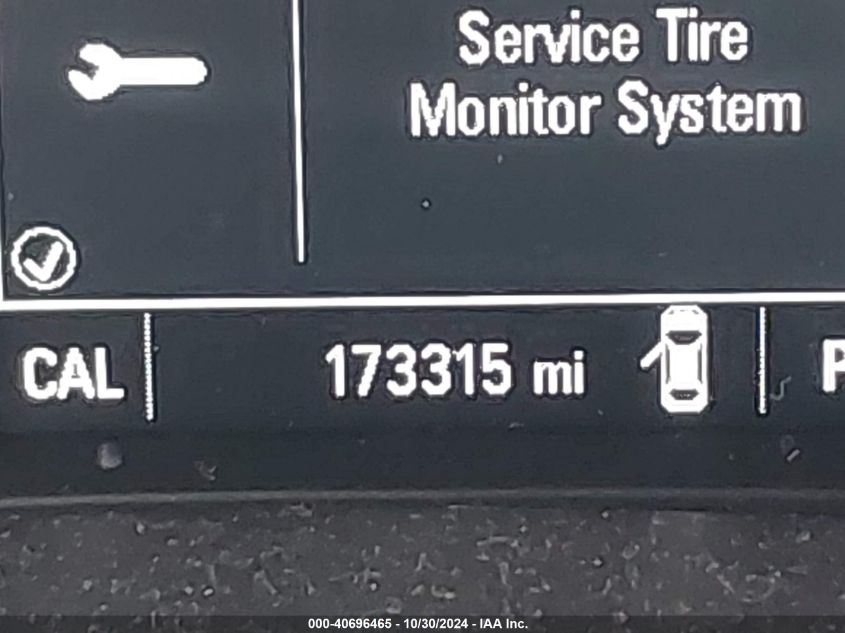 Service Tire
Monitor System
CAL
173315 mi
P
000-40696465 - 10/30/2024 - IAA Inc.